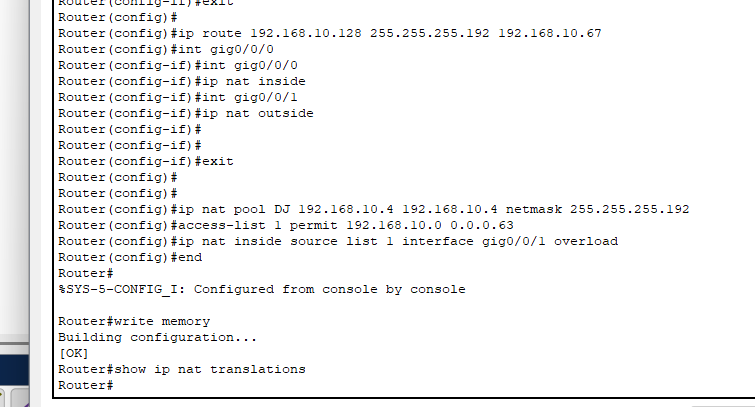 Router(config-if)#exit
Router(config)#
Router(config)#ip route 192.168.10.128 255.255.255.192 192.168.10.67
Router(config)#int gig0/0/0
Router(config-if)#int gig0/0/0
Router(config-if)#ip nat inside
Router(config-if)#int gig0/0/1
Router(config-if)#ip nat outside
Router(config-if)#
Router(config-if)#
Router(config-if)#exit
Router(config)#
Router(config)#
Router(config)#ip nat pool DJ 192.168.10.4 192.168.10.4 netmask 255.255.255.192
Router(config)#access-list 1 permit 192.168.10.0 0.0.0.63
Router(config)#ip nat inside source list 1 interface gig0/0/1 overload
Router(config)#end
Router#
%SYS-5-CONFIG_I: Configured from console by console
Router#write memory
Building configuration...
[OK]
Router#show ip nat translations
Router#